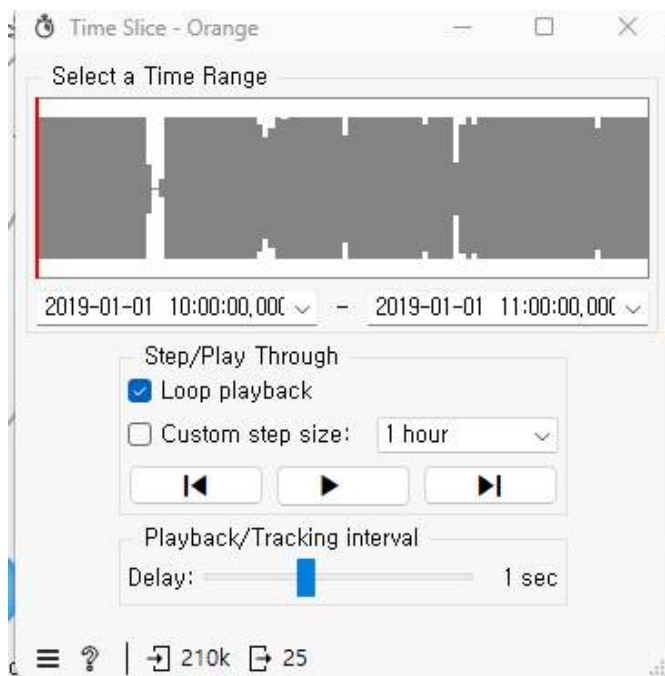 Time Slice - Orange
Select a Time Range
2019-01-01 10:00:00,000 - 2019-01-01 11:00:00,000
Step/Play Through
Loop playback
Custom step size: 1 hour
Playback/Tracking interval
Delay: 1 sec
? 210k 25